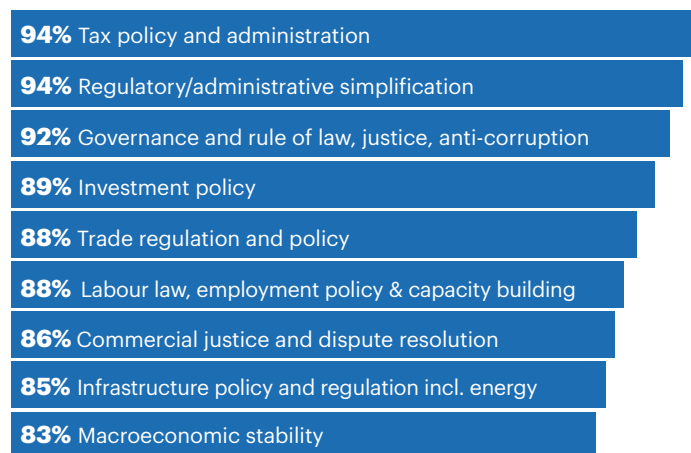 94% Tax policy and administration
94% Regulatory/administrative simplification
92% Governance and rule of law, justice, anti-corruption
89% Investment policy
88% Trade regulation and policy
88% Labour law, employment policy & capacity building
86% Commercial justice and dispute resolution
85% Infrastructure policy and regulation incl. energy
83% Macroeconomic stability